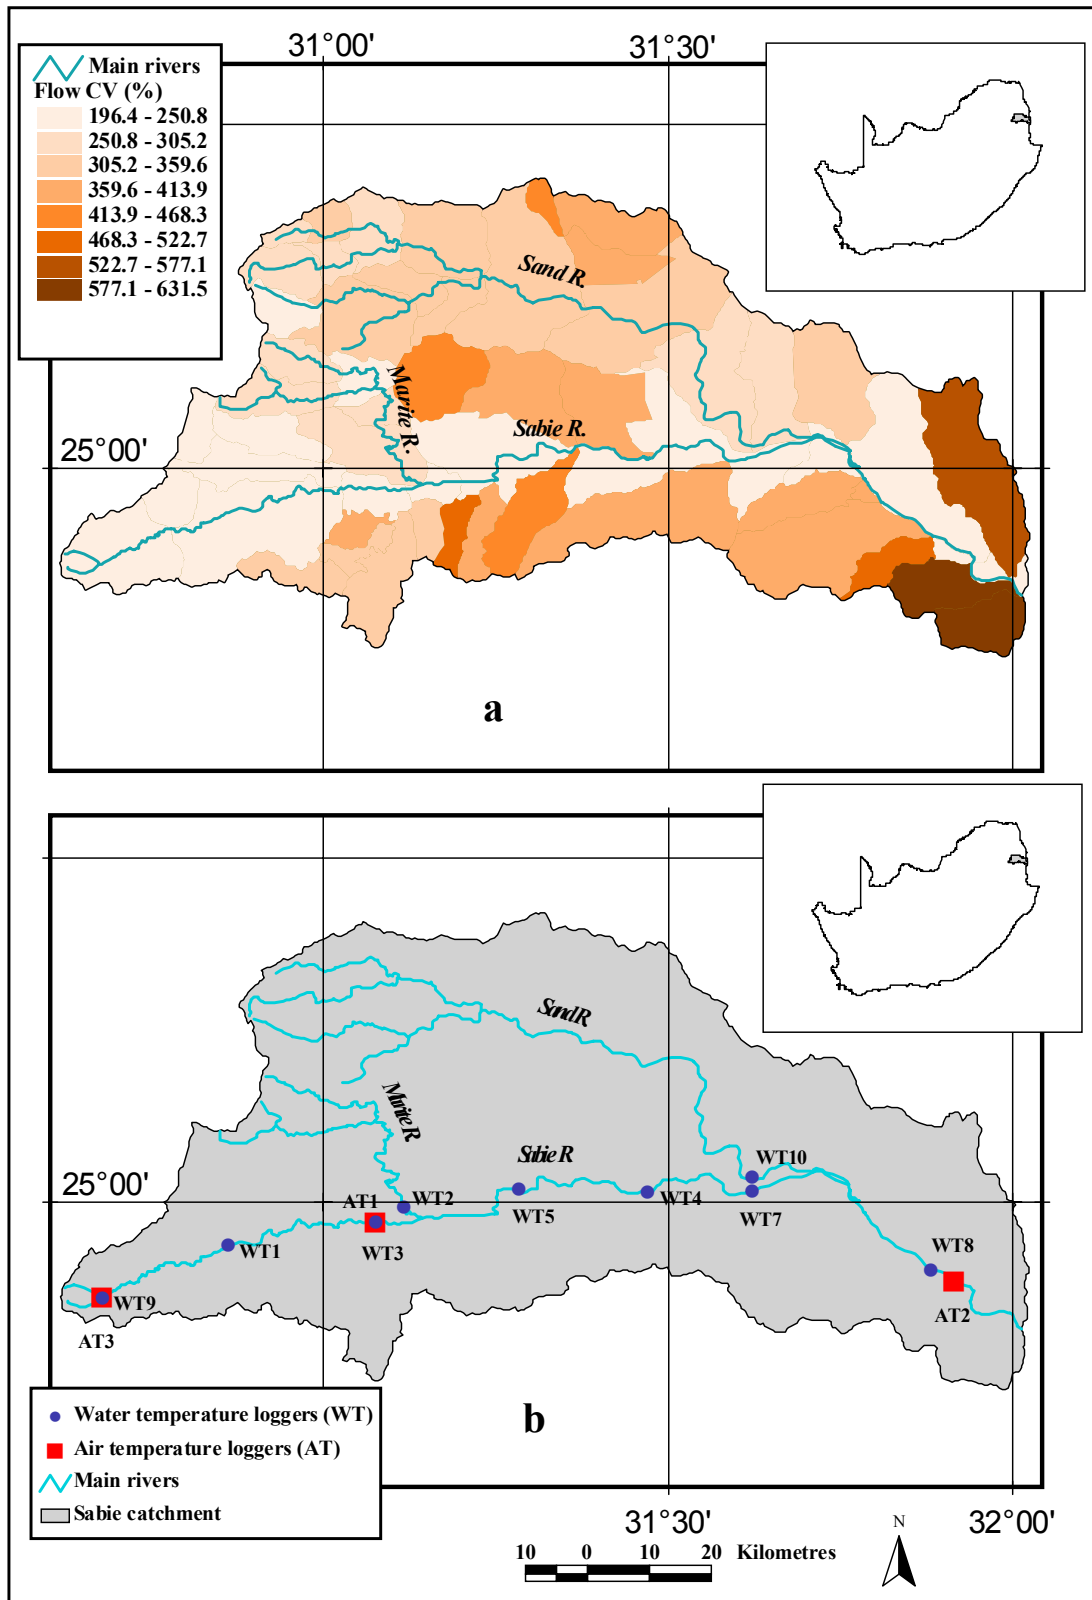 31°00'
31°30'
Main rivers
Flow CV (%)
196.4 - 250.8
250.8 - 305.2
305.2 - 359.6
359.6 - 413.9
413.9 - 468.3
468.3 - 522.7
522.7 - 577.1
577.1 - 631.5
Sand R.
Marite R.
Sabie R.
25°00'
a
Sand R
Marite R.
Sabie R
25°00'
WT10
AT1
WT2
WT5
WT4
WT7
WT3
WT1
WT8
WT9
AT2
AT3
b
Water temperature loggers (WT)
Air temperature loggers (AT)
Main rivers
Sabie catchment
31°30'
32°00'
N
10 0 10 20 Kilometres